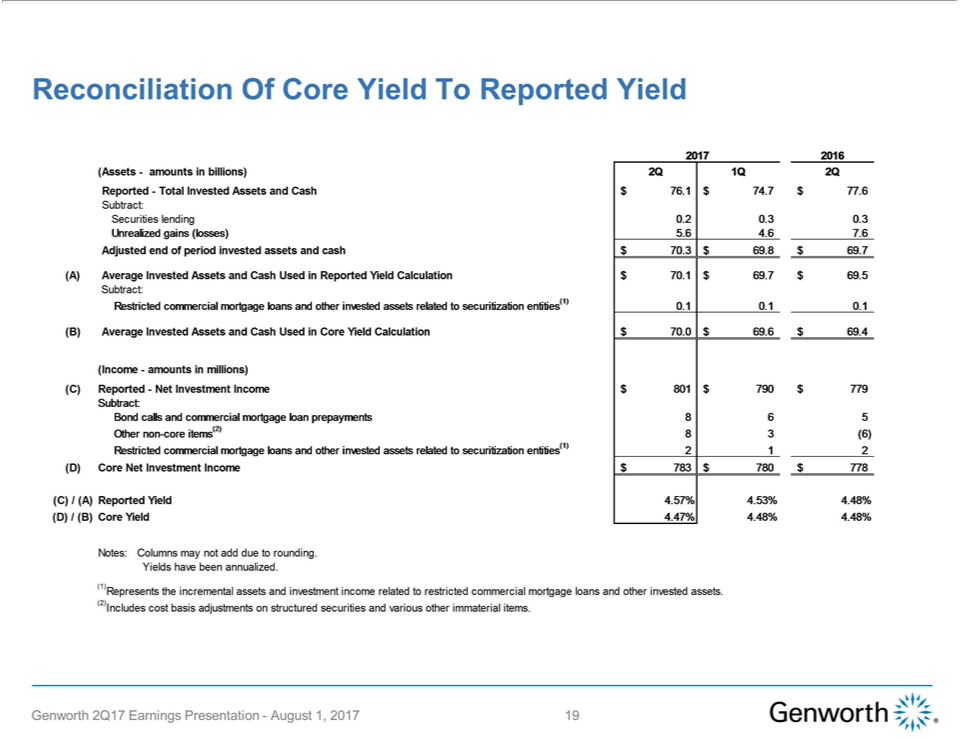 Reconciliation Of Core Yield To Reported Yield
2017 2016
(Assets - amounts in billions) 2Q 1Q 2Q
Reported - Total Invested Assets and Cash $ 76.1 $ 74.7 $ 77.6
Subtract:
Securities lending 0.2 0.3 0.3
Unrealized gains (losses) 5.6 4.6 7.6
Adjusted end of period invested assets and cash $ 70.3 $ 69.8 $ 69.7
(A) Average Invested Assets and Cash Used in Reported Yield Calculation $ 70.1 $ 69.7 $ 69.5
Subtract:
Restricted commercial mortgage loans and other invested assets related to securitization entities(1) 0.1 0.1 0.1
(B) Average Invested Assets and Cash Used in Core Yield Calculation $ 70.0 $ 69.6 $ 69.4
(Income - amounts in millions)
(C) Reported - Net Investment Income $ 801 $ 790 $ 779
Subtract:
Bond calls and commercial mortgage loan prepayments 8 6 5
Other non-core items(2) 8 3 (6)
Restricted commercial mortgage loans and other invested assets related to securitization entities(1) 2 1 2
(D) Core Net Investment Income $ 783 $ 780 $ 778
(C) / (A) Reported Yield 4.57% 4.53% 4.48%
(D) / (B) Core Yield 4.47% 4.48% 4.48%
Notes: Columns may not add due to rounding.
Yields have been annualized.
(1)Represents the incremental assets and investment income related to restricted commercial mortgage loans and other invested assets.
(2)Includes cost basis adjustments on structured securities and various other immaterial items.
Genworth 2Q17 Earnings Presentation - August 1, 2017 19 Genworth®